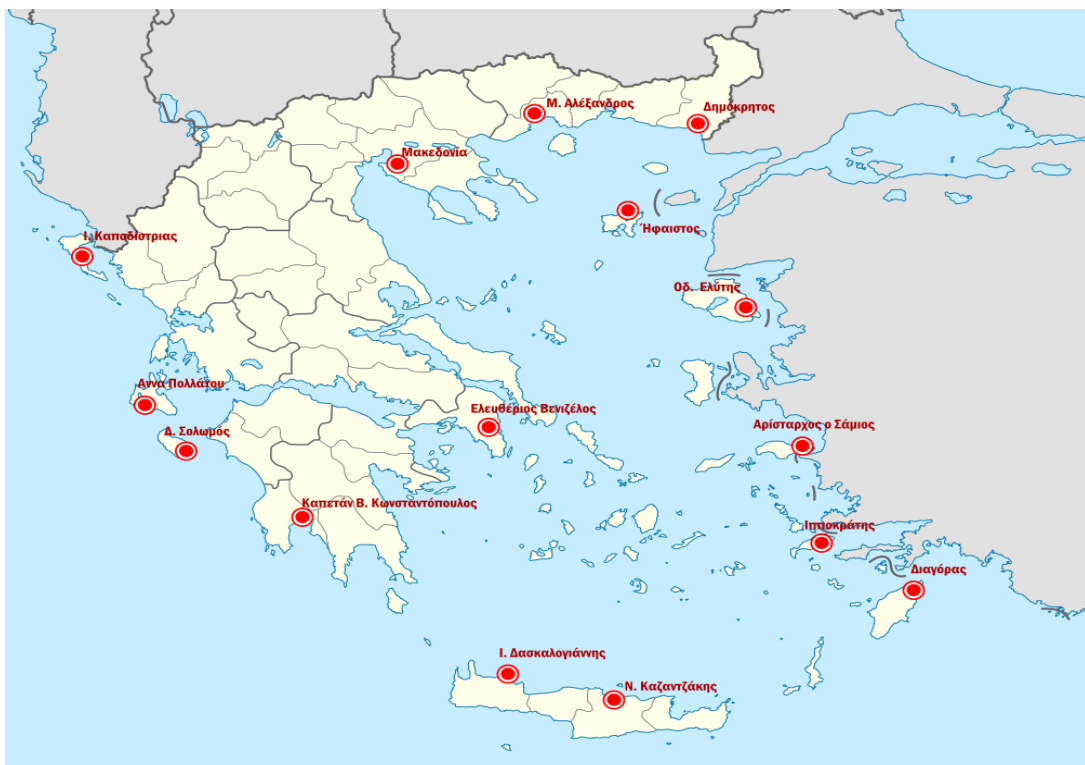 Μ. Αλέξανδρος
Δημόκρητος
Μακεδονία
Ήφαιστος
Ι. Καποδίστριας
Οδ. Ελύτης
Αννα Πολλάτου
Ελευθέριος Βενιζέλος
Αρίσταρχος ο Σάμιος
Δ. Σολωμός
Καπετάν Β. Κωνσταντόπουλος
Ιπποκράτης
Διαγόρας
Ι. Δασκαλογιάννης
Ν. Καζαντζάκης